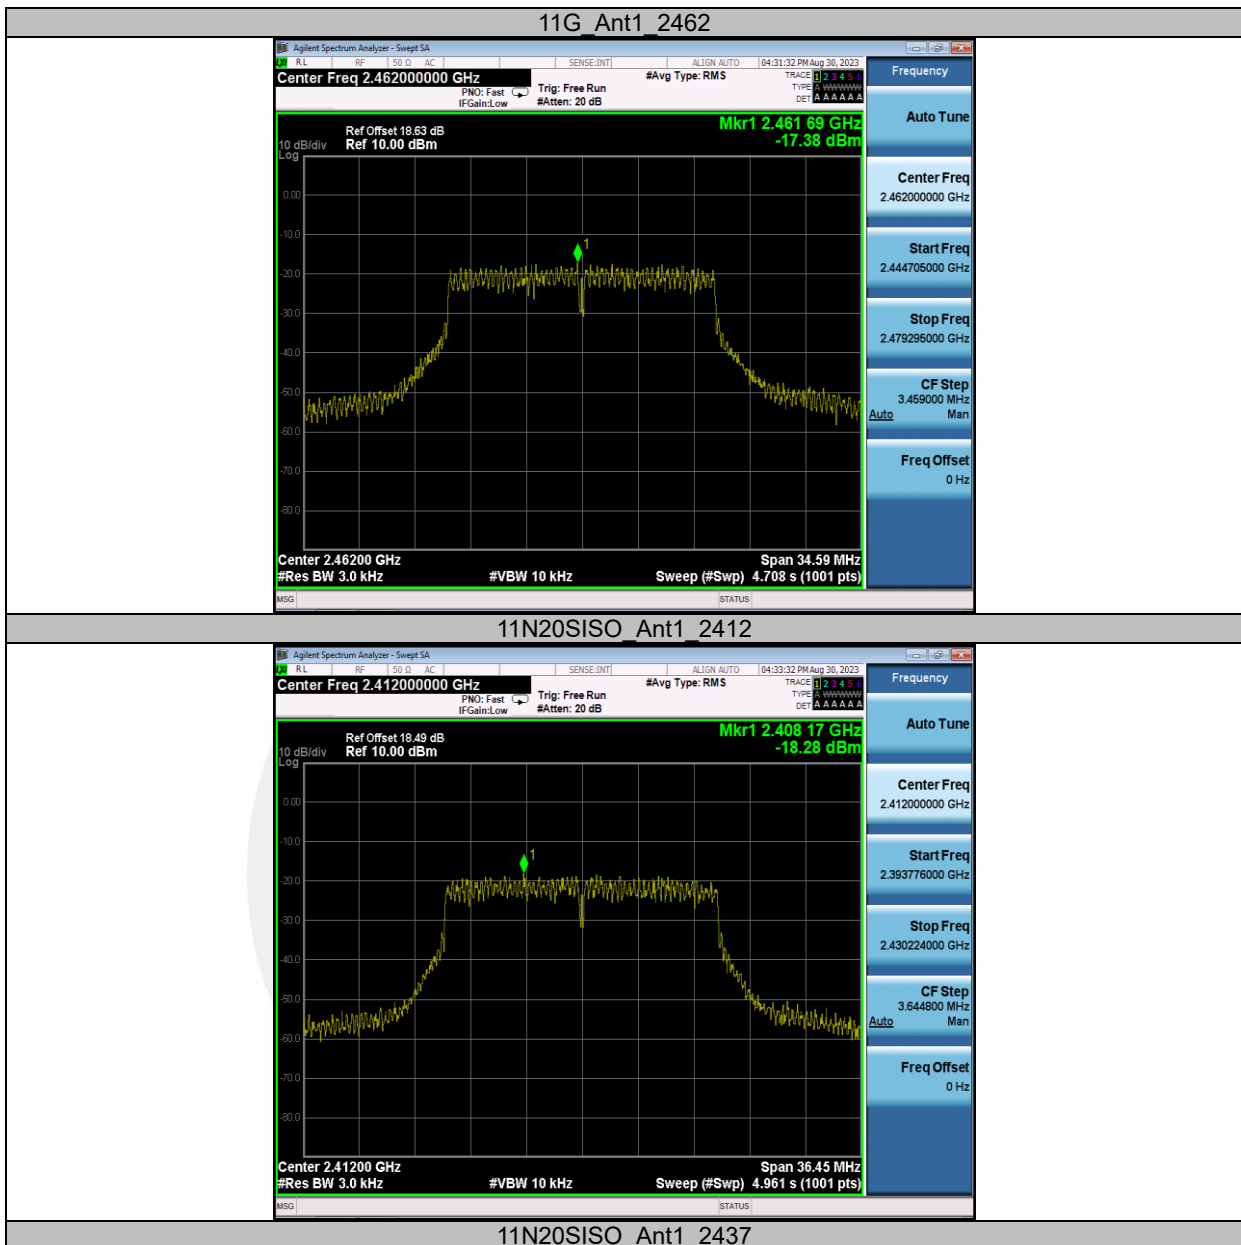 11G_Ant1_2462
Agilent Spectrum Analyzer - Swept SA
RL RF 50 Ω AC SENSE:INT ALIGN AUTO 04:31:32 PM Aug 30, 2023
Center Freq 2.462000000 GHz #Avg Type: RMS TRACE 1 2 3 4 5 6
PNO: Fast Trig: Free Run TYPE A WWWWW
IFGain:Low #Atten: 20 dB DET A A A A A A
Frequency
Auto Tune
Mkr1 2.461 69 GHz
-17.38 dBm
Ref Offset 18.63 dB
10 dB/div Ref 10.00 dBm
Log
0.00
-10.0
-20.0
-30.0
-40.0
-50.0
-60.0
-70.0
-80.0
1
Center Freq
2.462000000 GHz
Start Freq
2.444705000 GHz
Stop Freq
2.479295000 GHz
CF Step
3.459000 MHz
Auto Man
Freq Offset
0 Hz
Center 2.46200 GHz Span 34.59 MHz
#Res BW 3.0 kHz #VBW 10 kHz Sweep (#Swp) 4.708 s (1001 pts)
MSG STATUS
11N20SISO_Ant1_2412
Agilent Spectrum Analyzer - Swept SA
RL RF 50 Ω AC SENSE:INT ALIGN AUTO 04:33:32 PM Aug 30, 2023
Center Freq 2.412000000 GHz #Avg Type: RMS TRACE 1 2 3 4 5 6
PNO: Fast Trig: Free Run TYPE A WWWWW
IFGain:Low #Atten: 20 dB DET A A A A A A
Frequency
Auto Tune
Mkr1 2.408 17 GHz
-18.28 dBm
Ref Offset 18.49 dB
10 dB/div Ref 10.00 dBm
Log
0.00
-10.0
-20.0
-30.0
-40.0
-50.0
-60.0
-70.0
-80.0
1
Center Freq
2.412000000 GHz
Start Freq
2.393776000 GHz
Stop Freq
2.430224000 GHz
CF Step
3.644800 MHz
Auto Man
Freq Offset
0 Hz
Center 2.41200 GHz Span 36.45 MHz
#Res BW 3.0 kHz #VBW 10 kHz Sweep (#Swp) 4.961 s (1001 pts)
MSG STATUS
11N20SISO_Ant1_2437